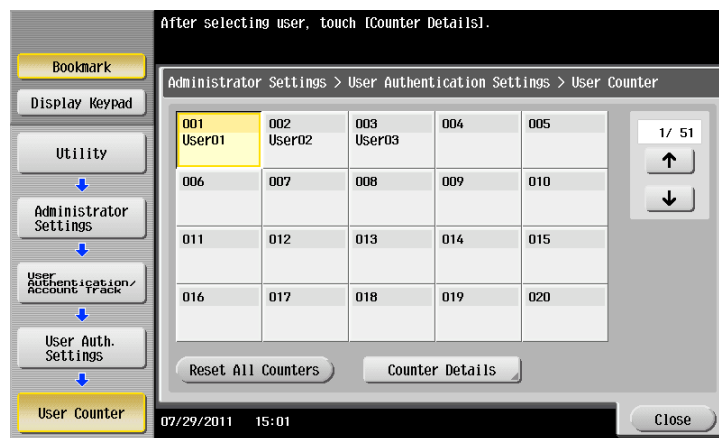 After selecting user, touch [Counter Details].
Bookmark
Display Keypad
Utility
Administrator
Settings
User
Authentication/
Account Track
User Auth.
Settings
User Counter
Administrator Settings > User Authentication Settings > User Counter
001 002 003 004 005
User01 User02 User03
006 007 008 009 010
011 012 013 014 015
016 017 018 019 020
1/ 51
Reset All Counters Counter Details
07/29/2011 15:01
Close